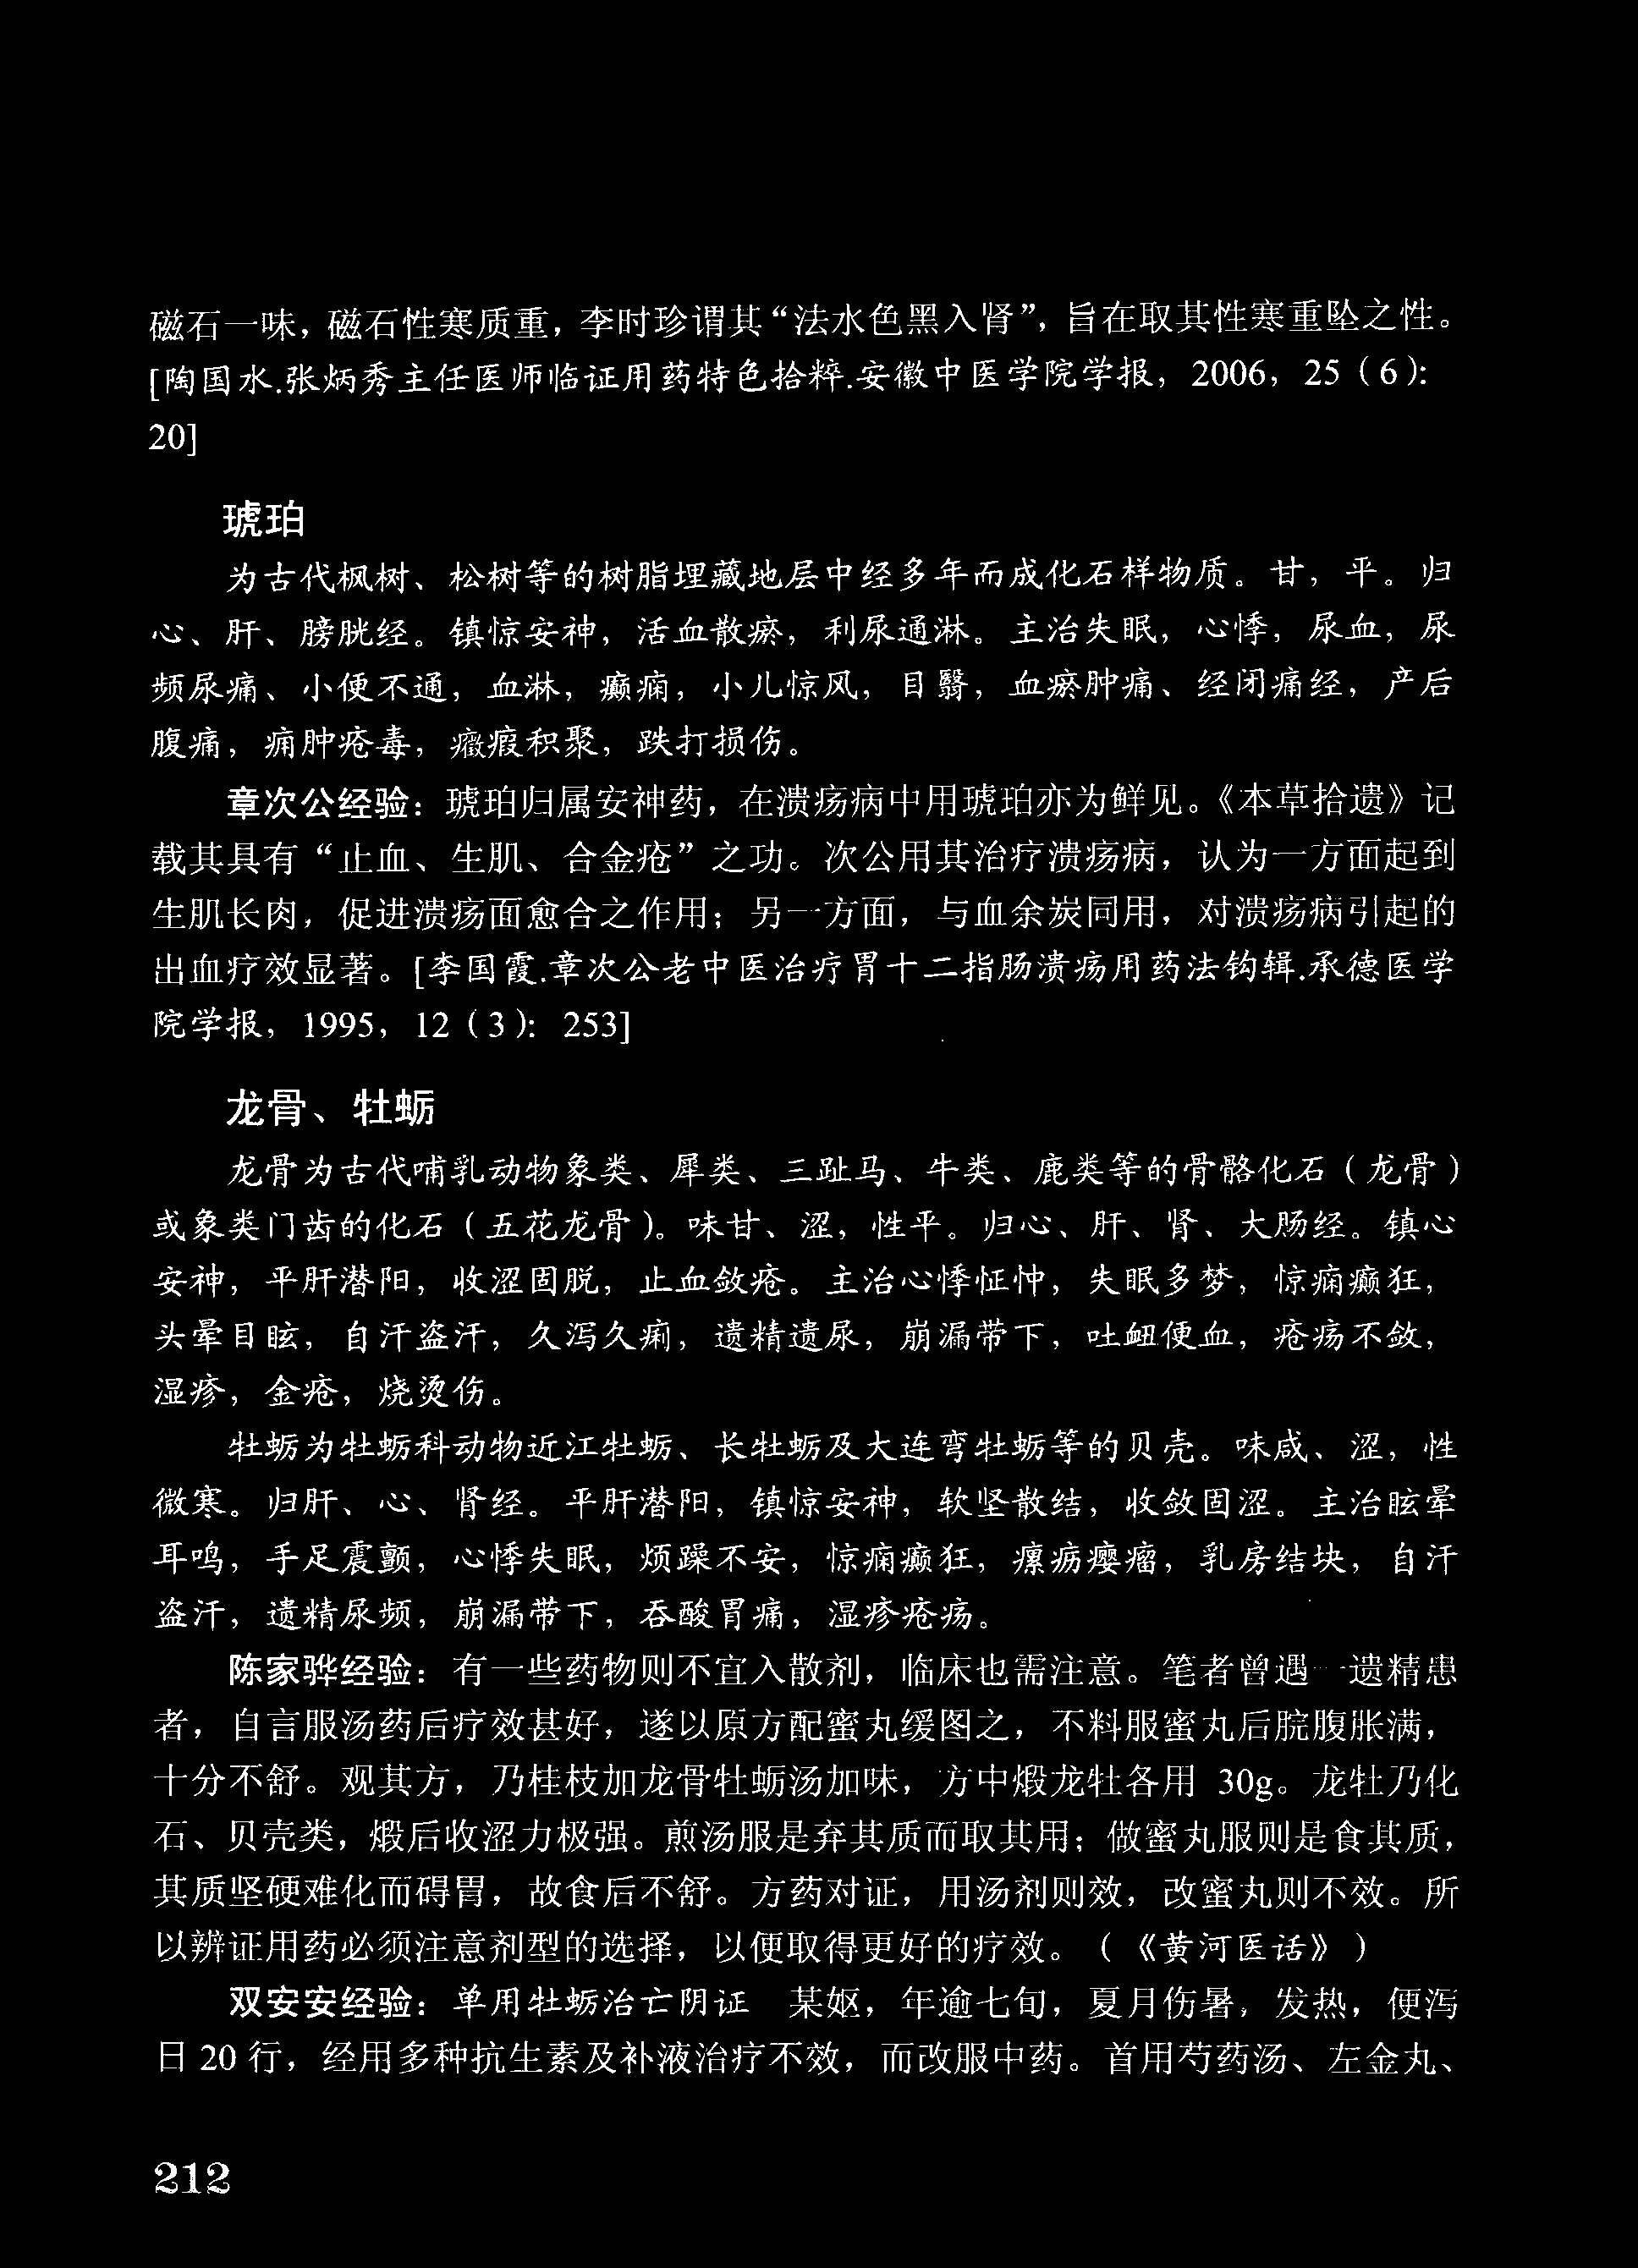 磁石一味，磁石性寒质重，李时珍谓其“法水色黑入肾”，旨在取其性寒重坠之性。
[陶国水.张炳秀主任医师临证用药特色拾粹.安徽中医学院学报，2006，25（6）：
20]
琥珀
为古代枫树、松树等的树脂埋藏地层中经多年而成化石样物质。甘，平。归
心、肝、膀胱经。镇惊安神，活血散瘀，利尿通淋。主治失眠，心悸，尿血，尿
频尿痛、小便不通，血淋，癫痫，小儿惊风，目翳，血瘀肿痛、经闭痛经，产后
腹痛，痈肿疮毒，癥瘕积聚，跌打损伤。
章次公经验：琥珀归属安神药，在溃疡病中用琥珀亦为鲜见。《本草拾遗》记
载其具有“止血、生肌、合金疮”之功。次公用其治疗溃疡病，认为一方面起到
生肌长肉，促进溃疡面愈合之作用；另一方面，与血余炭同用，对溃疡病引起的
出血疗效显著。[李国霞.章次公老中医治疗胃十二指肠溃疡用药法钩辑.承德医学
院学报，1995，12（3）：253]
龙骨、牡蛎
龙骨为古代哺乳动物象类、犀类、三趾马、牛类、鹿类等的骨骼化石（龙骨）
或象类门齿的化石（五花龙骨）。味甘、涩，性平。归心、肝、肾、大肠经。镇心
安神，平肝潜阳，收涩固脱，止血敛疮。主治心悸怔忡，失眠多梦，惊痫癫狂，
头晕目眩，自汗盗汗，久泻久痢，遗精遗尿，崩漏带下，吐衄便血，疮疡不敛，
湿疹，金疮，烧烫伤。
牡蛎为牡蛎科动物近江牡蛎、长牡蛎及大连弯牡蛎等的贝壳。味咸、涩，性
微寒。归肝、心、肾经。平肝潜阳，镇惊安神，软坚散结，收敛固涩。主治眩晕
耳鸣，手足震颤，心悸失眠，烦躁不安，惊痫癫狂，瘰疬瘿瘤，乳房结块，自汗
盗汗，遗精尿频，崩漏带下，吞酸胃痛，湿疹疮疡。
陈家骅经验：有一些药物则不宜入散剂，临床也需注意。笔者曾遇一遗精患
者，自言服汤药后疗效甚好，遂以原方配蜜丸缓图之，不料服蜜丸后脘腹胀满，
十分不舒。观其方，乃桂枝加龙骨牡蛎汤加味，方中煅龙牡各用 30g。龙牡乃化
石、贝壳类，煅后收涩力极强。煎汤服是弃其质而取其用；做蜜丸服则是食其质，
其质坚硬难化而碍胃，故食后不舒。方药对证，用汤剂则效，改蜜丸则不效。所
以辨证用药必须注意剂型的选择，以便取得更好的疗效。（《黄河医话》）
双安安经验：单用牡蛎治亡阴证　某妪，年逾七旬，夏月伤暑，发热，便泻
日 20 行，经用多种抗生素及补液治疗不效，而改服中药。首用芍药汤、左金丸、
212